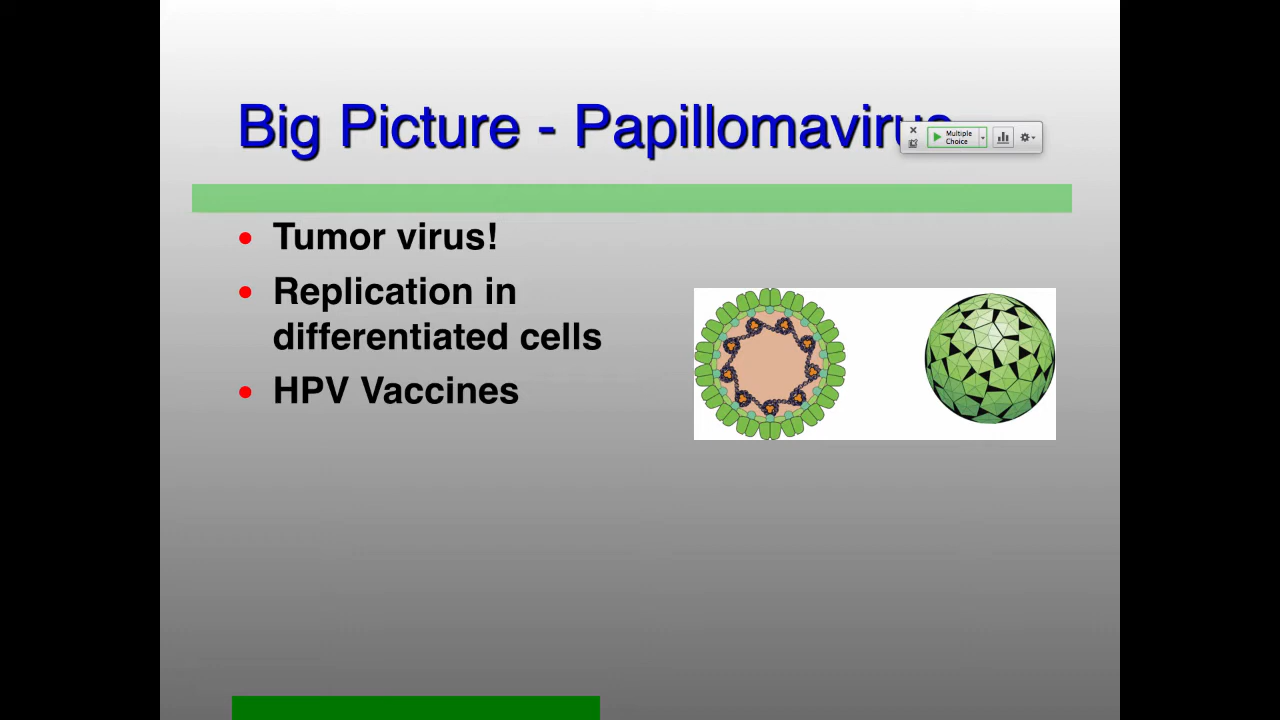 Big Picture - Papillomavirus
Multiple
Choice
Tumor virus!
Replication in
differentiated cells
HPV Vaccines